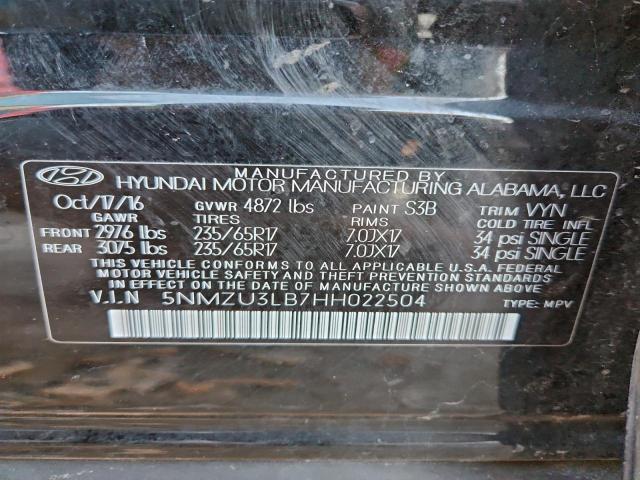 MANUFACTURED BY
HYUNDAI MOTOR MANUFACTURING ALABAMA, LLC
Oct/17/16 GVWR 4872 lbs PAINT S3B TRIM VYN
GAWR TIRES RIMS COLD TIRE INFL
FRONT 2976 lbs 235/65R17 7.0JX17 34 psi SINGLE
REAR 3075 lbs 235/65R17 7.0JX17 34 psi SINGLE
THIS VEHICLE CONFORMS TO ALL APPLICABLE FEDERAL
MOTOR VEHICLE SAFETY AND THEFT PREVENTION STANDARDS
IN EFFECT ON THE DATE OF MANUFACTURE SHOWN ABOVE.
V.I.N 5NMZU3LB7HH022504 TYPE: MPV